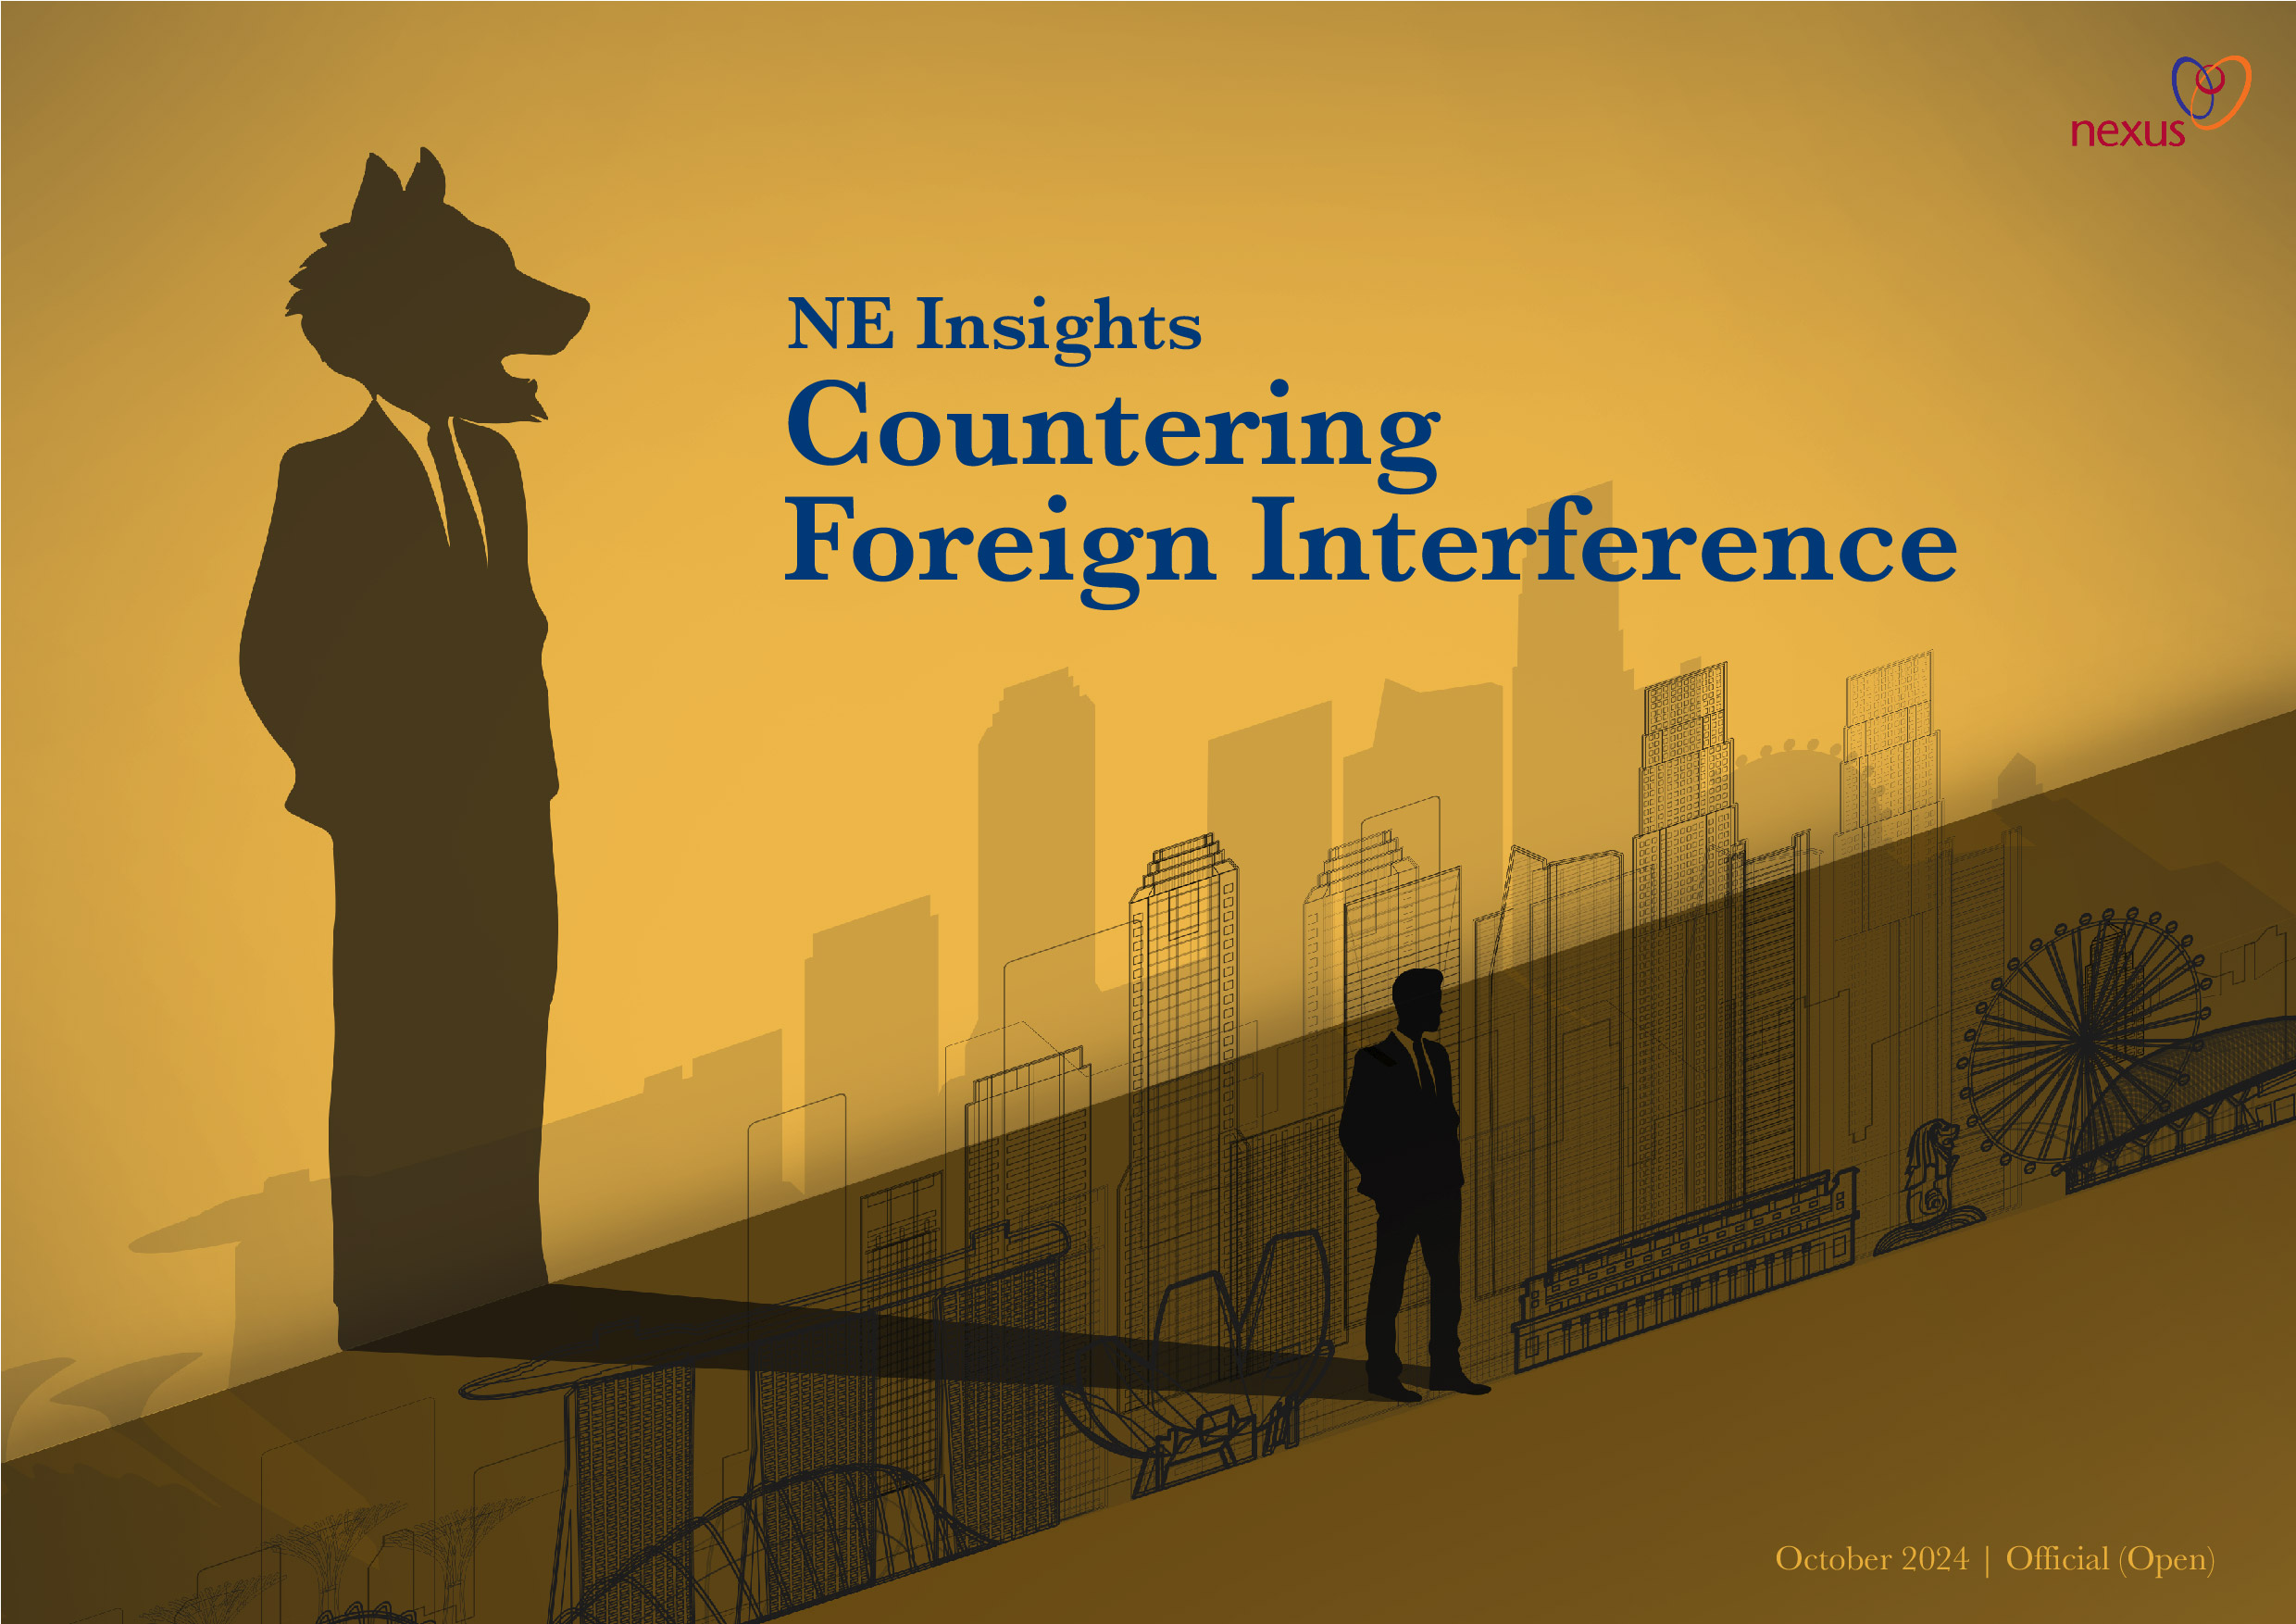 nexus
NE Insights
Countering
Foreign Interference
October 2024 | Official (Open)